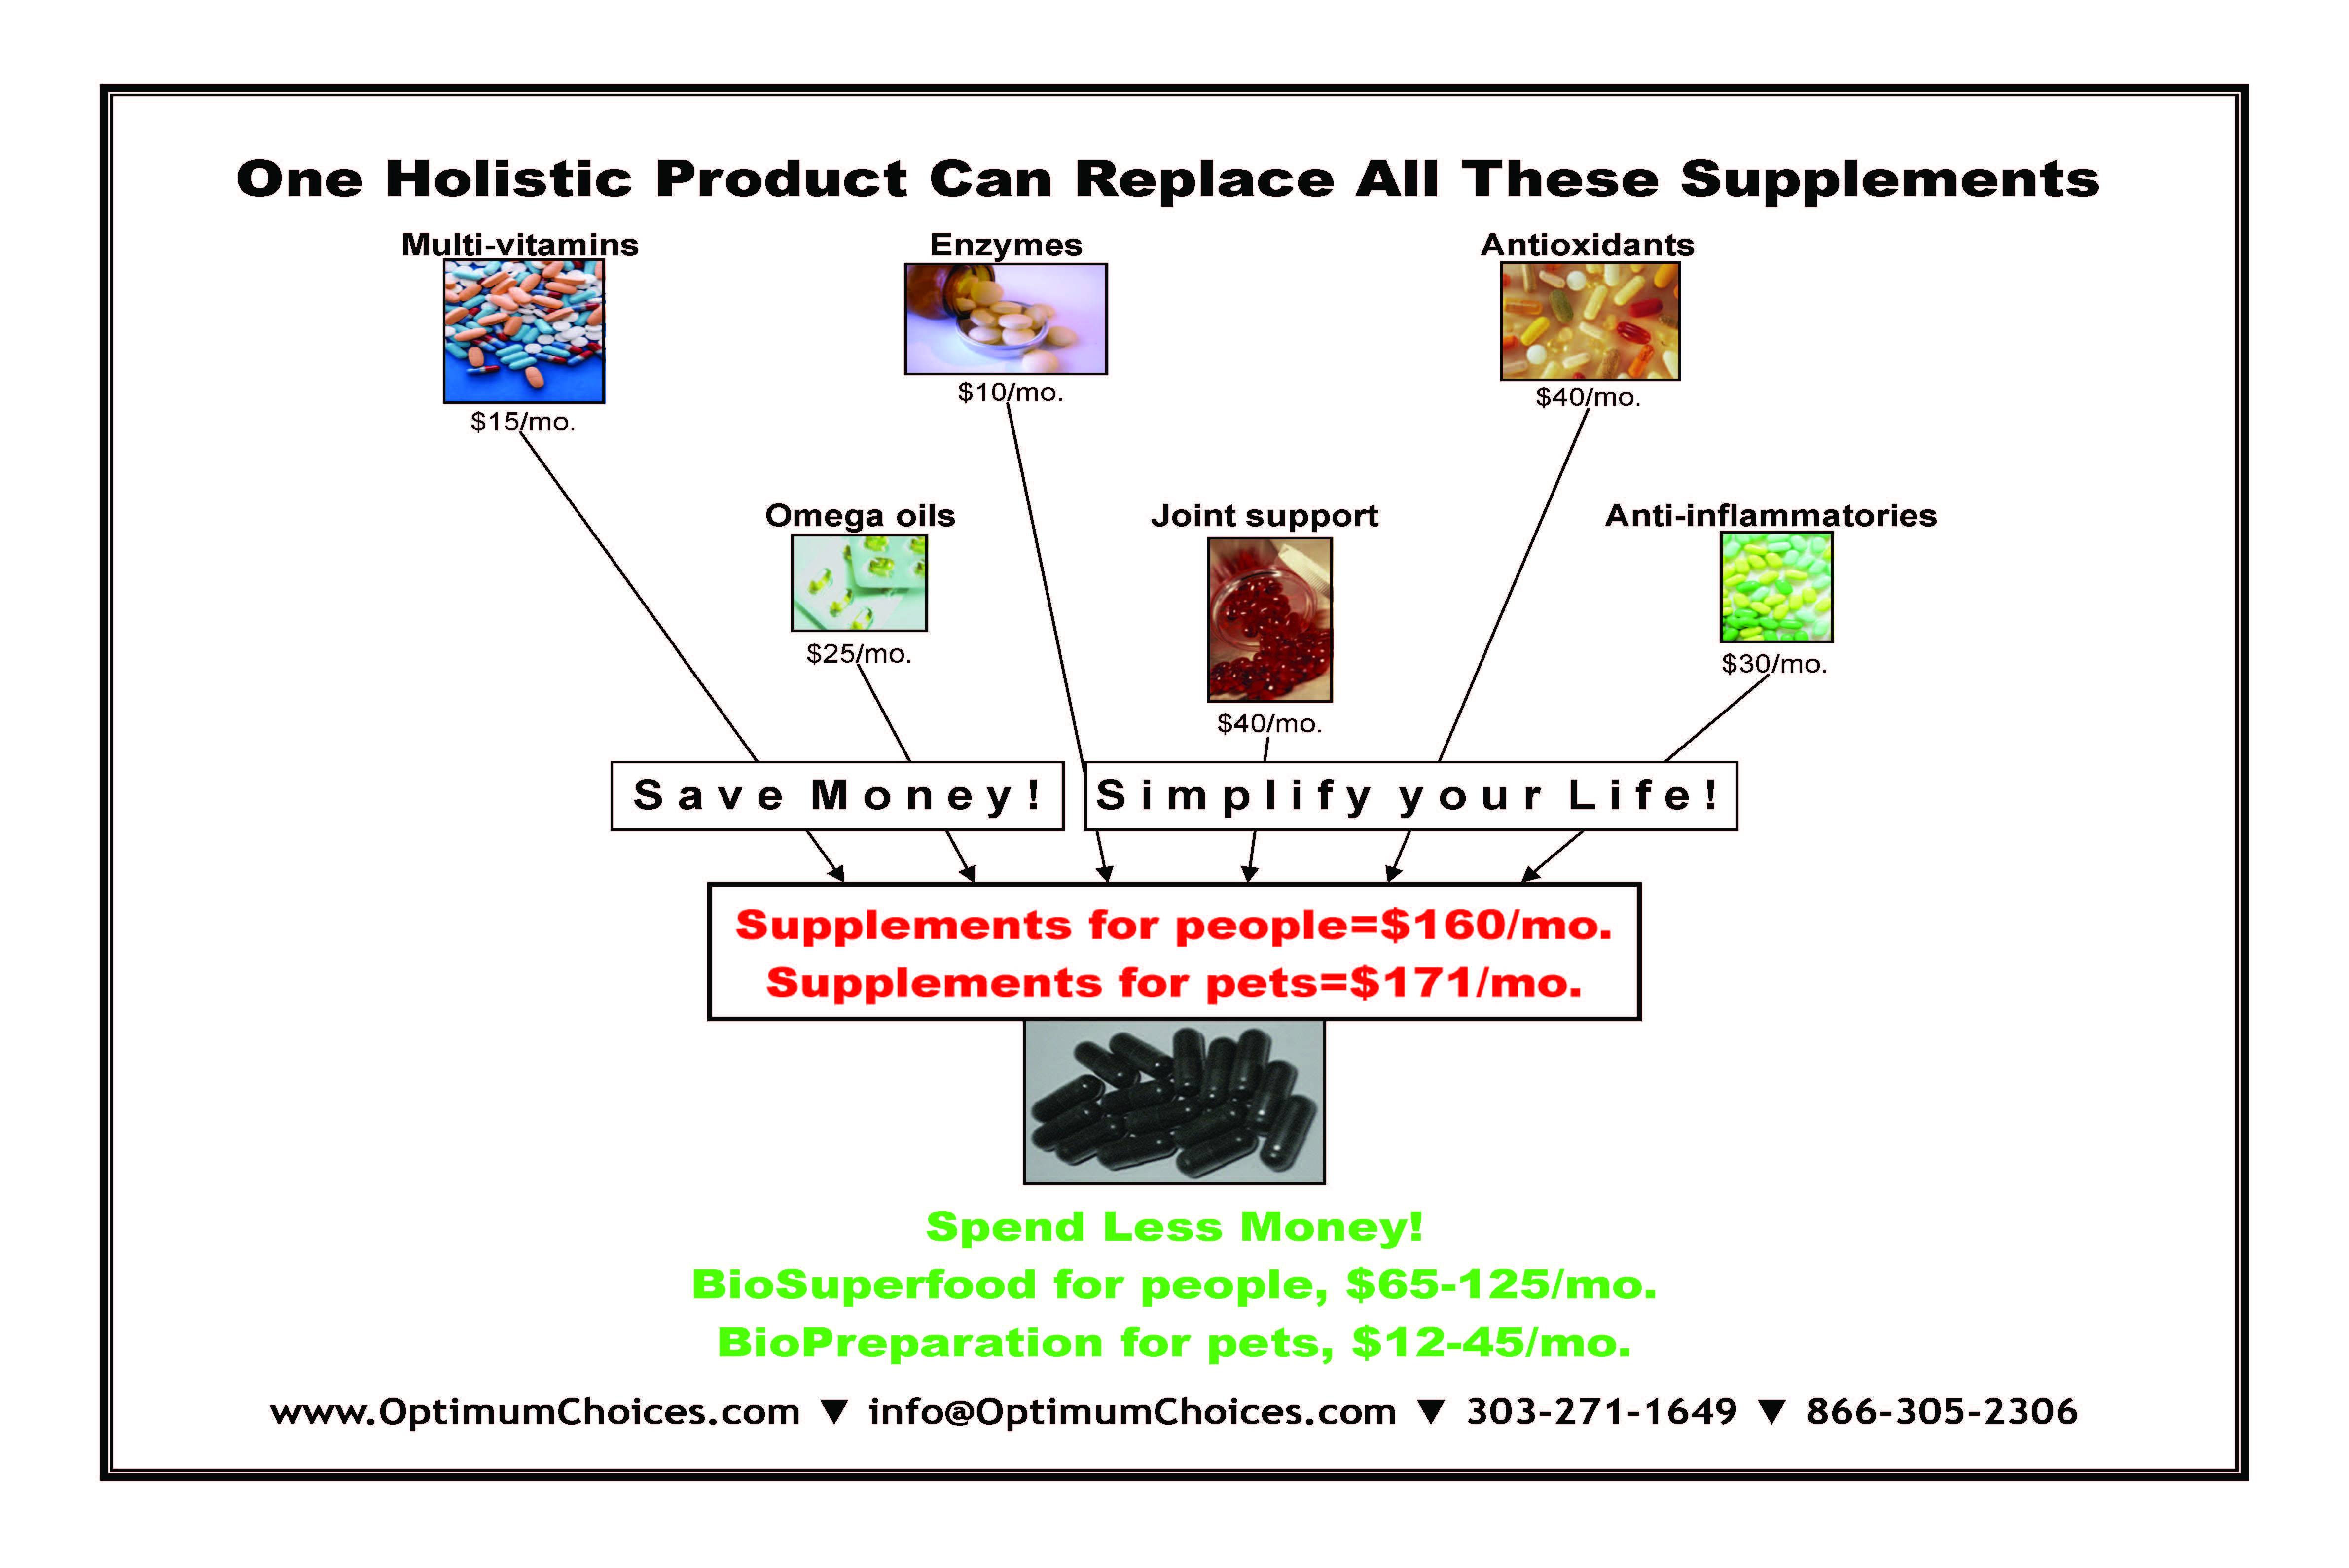 One Holistic Product Can Replace All These Supplements
Multi-vitamins
Enzymes
Antioxidants
$15/mo.
$10/mo.
$40/mo.
Omega oils
Joint support
Anti-inflammatories
$25/mo.
$40/mo.
$30/mo.
Save Money!
Simplify your Life!
Supplements for people=$160/mo.
Supplements for pets=$171/mo.
Spend Less Money!
BioSuperfood for people, $65-125/mo.
BioPreparation for pets, $12-45/mo.
www.OptimumChoices.com ▼ info@OptimumChoices.com ▼ 303-271-1649 ▼ 866-305-2306